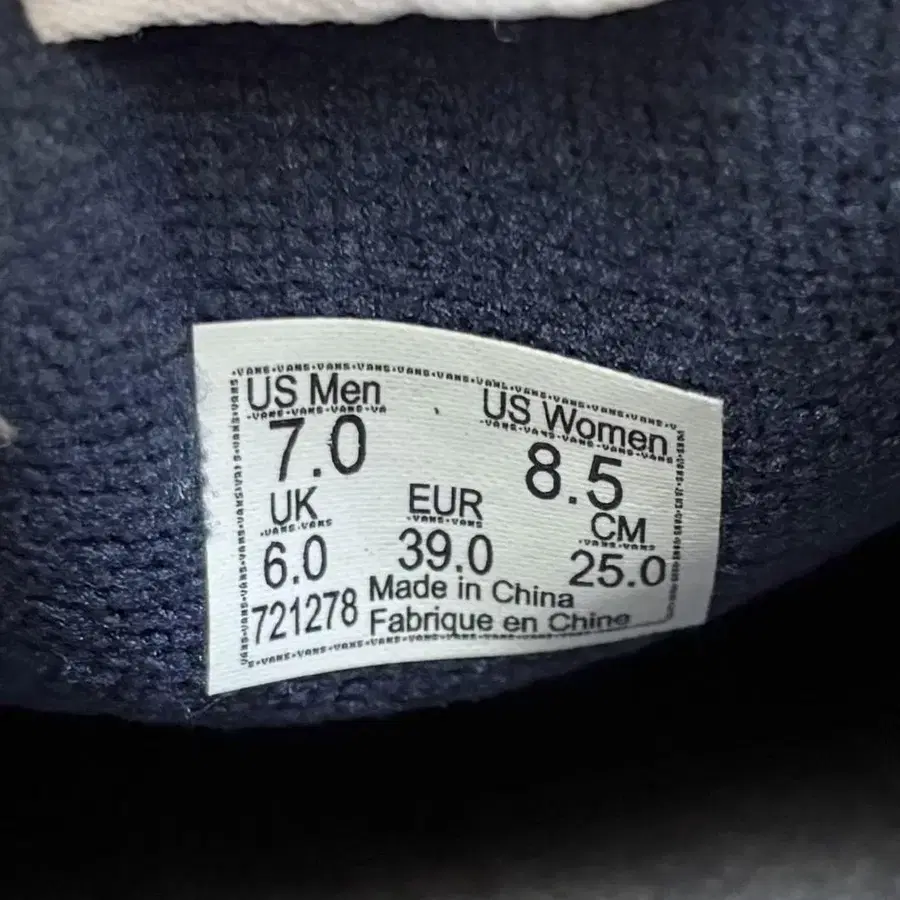 US Men US Women
7.0 8.5
UK EUR CM
6.0 39.0 25.0
721278 Made in China
Fabrique en Chine